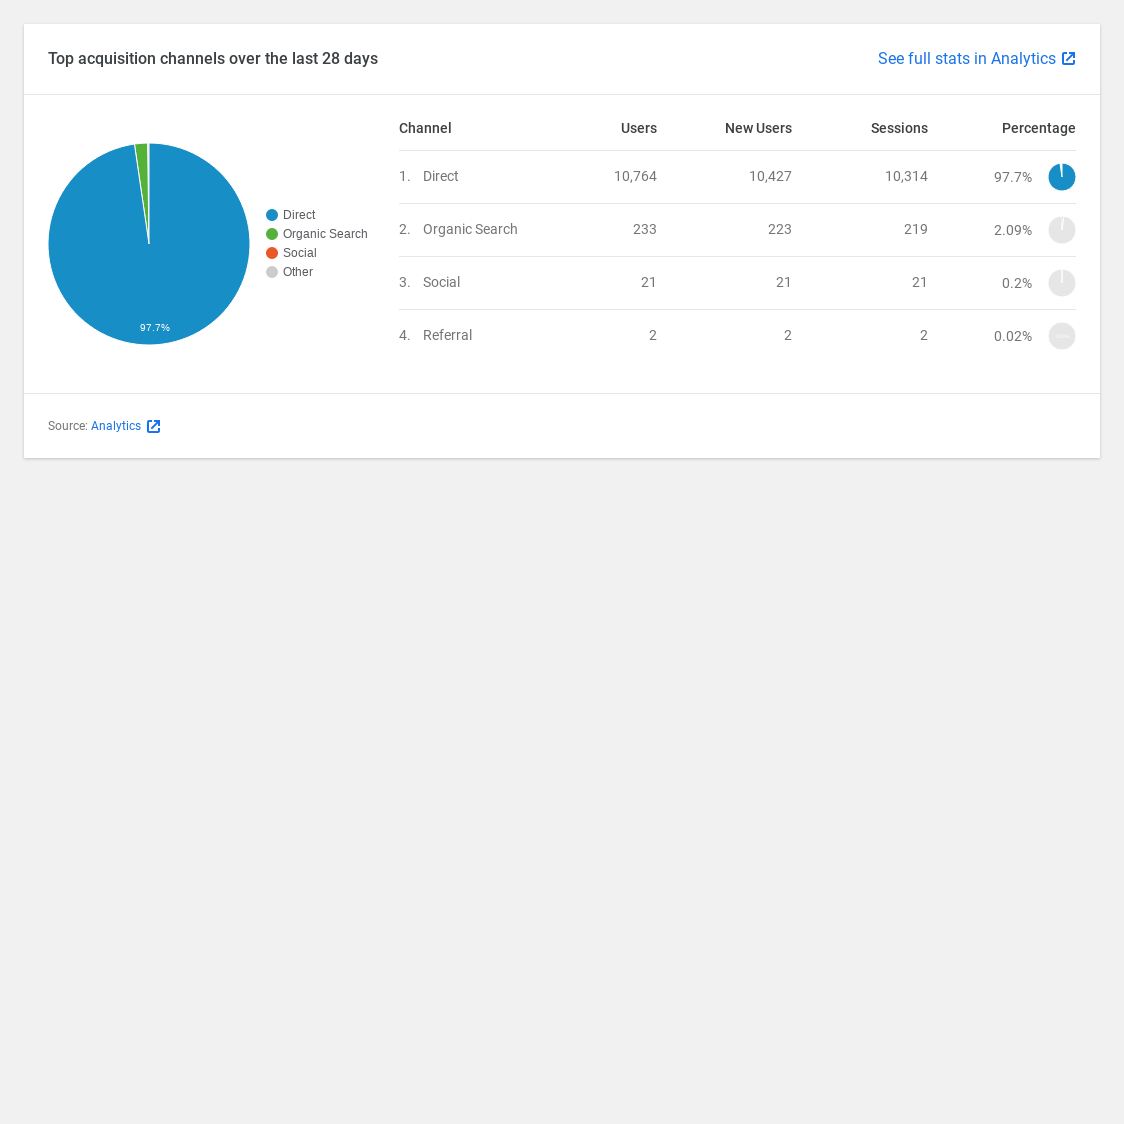 Top acquisition channels over the last 28 days See full stats in Analytics
Channel Users New Users Sessions Percentage
1. Direct 10,764 10,427 10,314 97.7%
2. Organic Search 233 223 219 2.09%
3. Social 21 21 21 0.2%
4. Referral 2 2 2 0.02%
Direct
Organic Search
Social
Other
97.7%
Source: Analytics